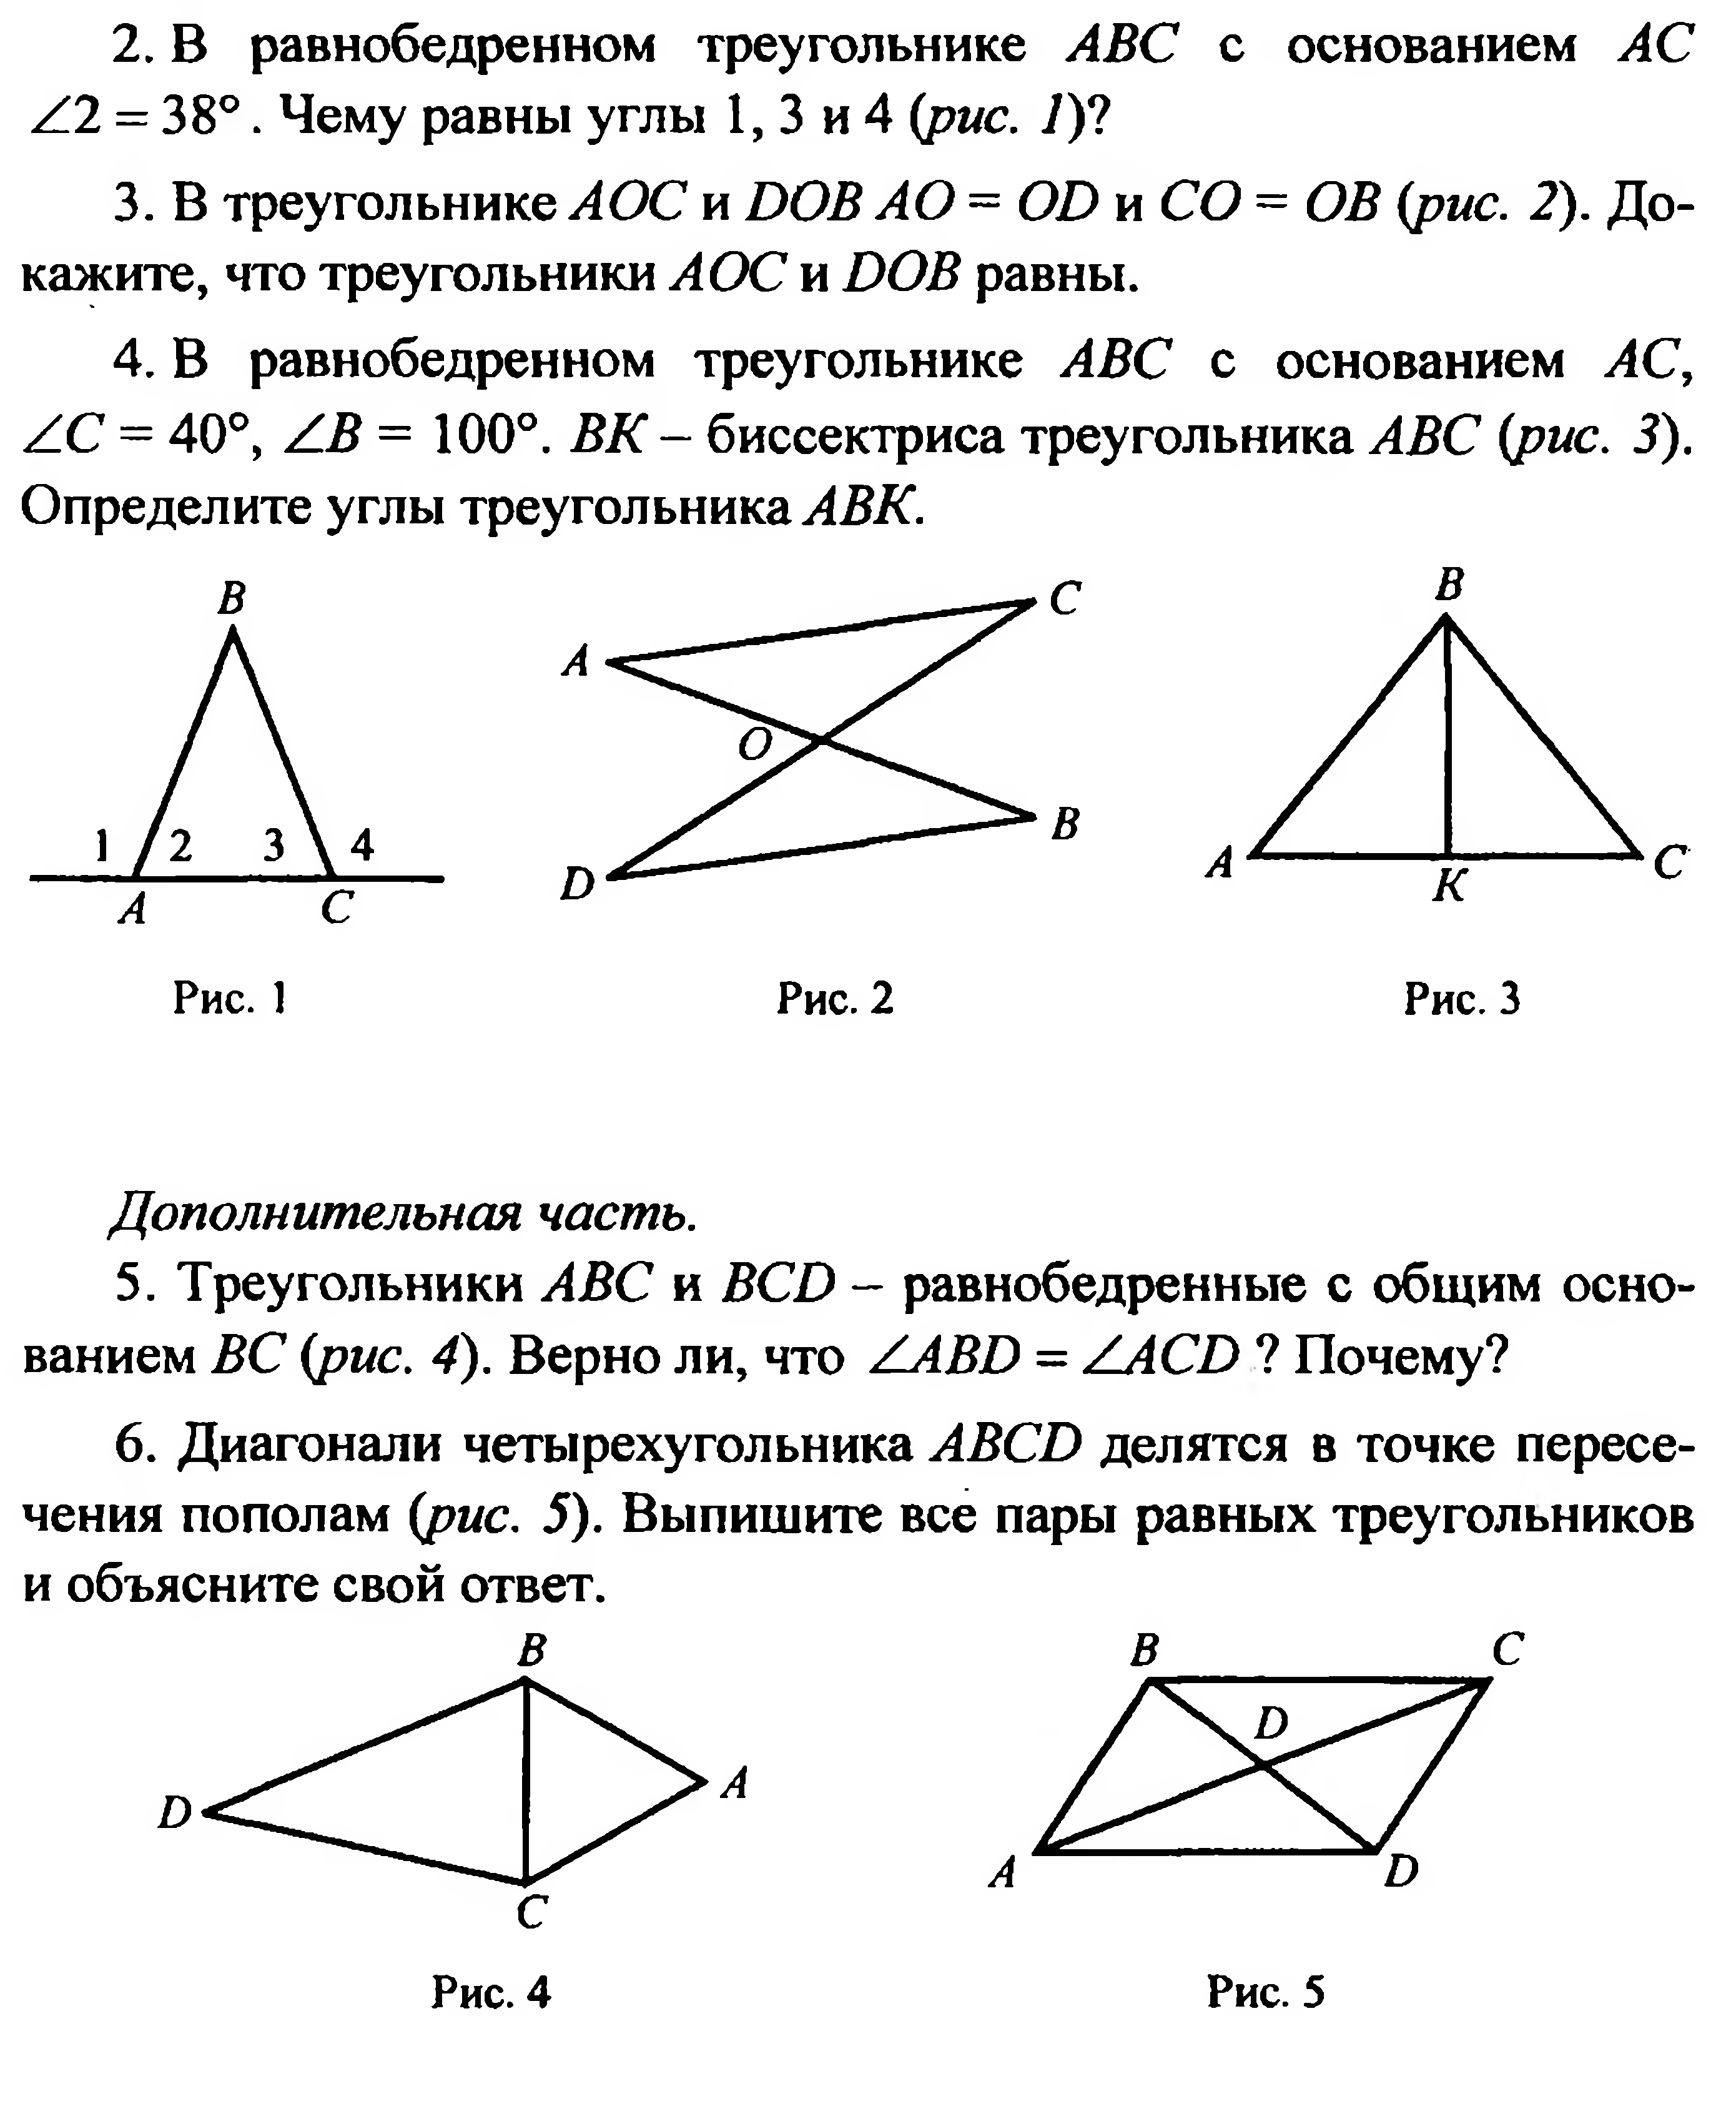 2. В равнобедренном треугольнике ABC с основанием AC
∠2 = 38°. Чему равны углы 1, 3 и 4 (рис. 1)?
3. В треугольнике AOC и DOB AO = OD и CO = OB (рис. 2). До-
кажите, что треугольники AOC и DOB равны.
4. В равнобедренном треугольнике ABC с основанием AC,
∠C = 40°, ∠B = 100°. BK – биссектриса треугольника ABC (рис. 3).
Определите углы треугольника ABK.
B
1 2 3 4
A C
Рис. 1
C
A
O
B
D
Рис. 2
B
A K C
Рис. 3
Дополнительная часть.
5. Треугольники ABC и BCD – равнобедренные с общим осно-
ванием BC (рис. 4). Верно ли, что ∠ABD = ∠ACD ? Почему?
6. Диагонали четырехугольника ABCD делятся в точке пересе-
чения пополам (рис. 5). Выпишите все пары равных треугольников
и объясните свой ответ.
B
D A
C
Рис. 4
B C
D
A D
Рис. 5